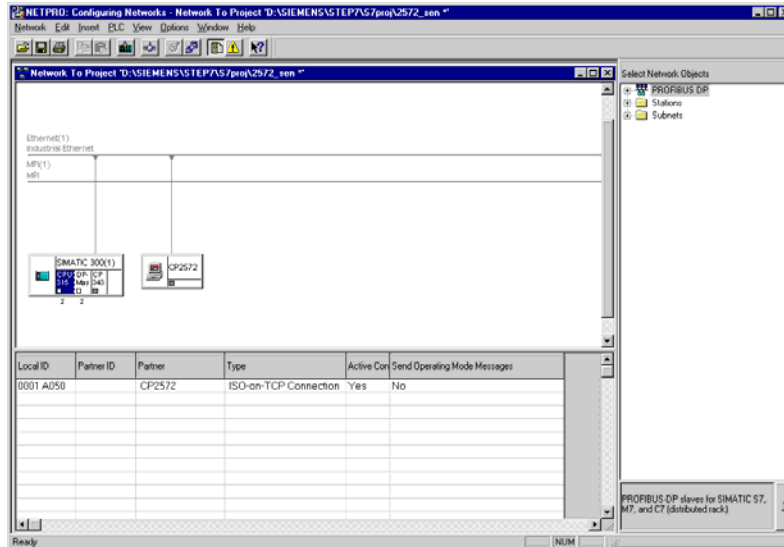 NETPRO: Configuring Networks - Network To Project 'D:\SIEMENS\STEP7\S7proj\2572_sen *'
Network Edit Insert PLC View Options Window Help
Network To Project 'D:\SIEMENS\STEP7\S7proj\2572_sen *'
Ethernet(1)
Industrial Ethernet
MPI(1)
MPI
SIMATIC 300(1)
CPU DP- CP
315 Mas 343
2 2
CP2572
Local ID Partner ID Partner Type Active Con Send Operating Mode Messages
0001 A050 CP2572 ISO-on-TCP Connection Yes No
Select Network Objects
PROFIBUS DP
Stations
Subnets
PROFIBUS-DP slaves for SIMATIC S7,
M7, and C7 (distributed rack)
Ready NUM